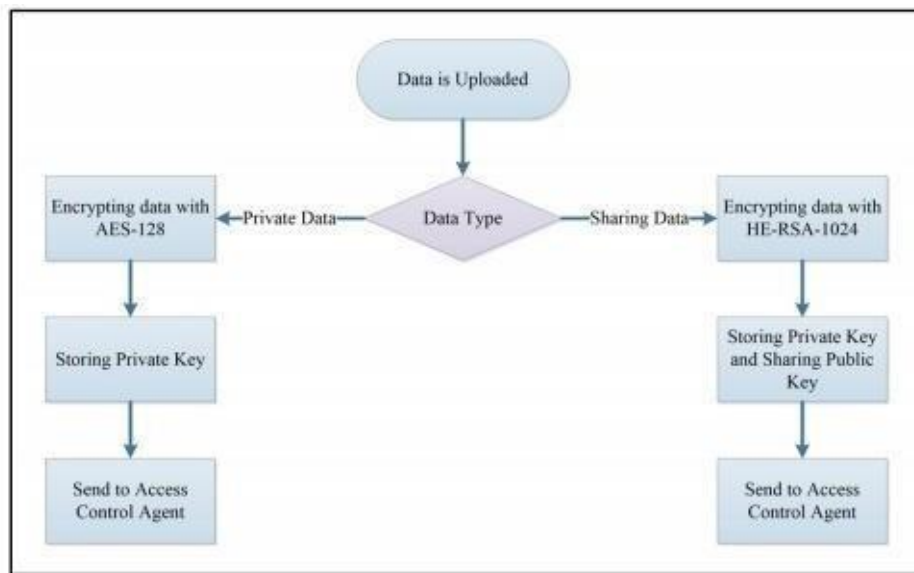 Data is Uploaded
Encrypting data with
AES-128
Private Data
Data Type
Sharing Data
Encrypting data with
HE-RSA-1024
Storing Private Key
Storing Private Key
and Sharing Public
Key
Send to Access
Control Agent
Send to Access
Control Agent